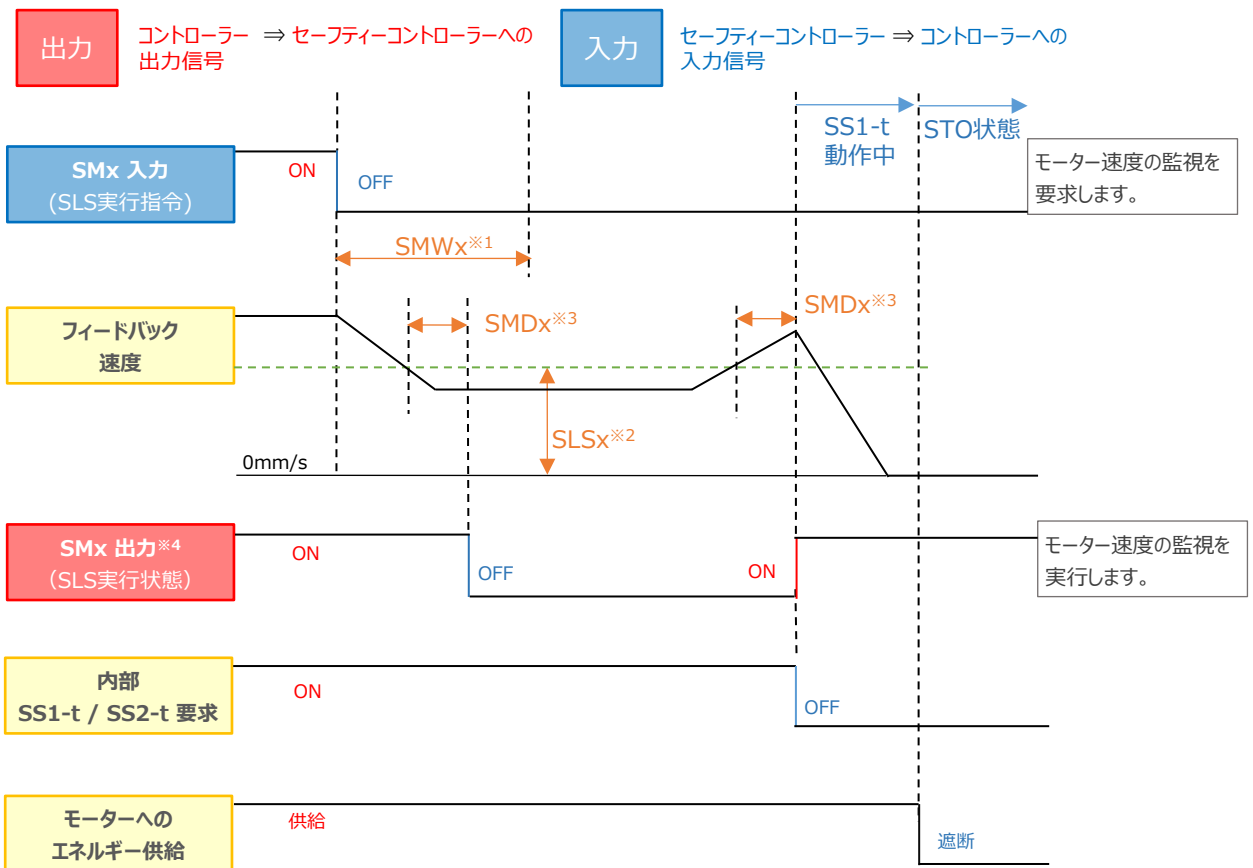 出力
コントローラー ⇒ セーフティーコントローラーへの
出力信号
入力
セーフティーコントローラー ⇒ コントローラーへの
入力信号
SS1-t
動作中
STO状態
SMx 入力
(SLS実行指令)
ON
OFF
モーター速度の監視を
要求します。
SMWx※1
フィードバック
速度
SMDx※3
SMDx※3
SLSx※2
0mm/s
SMx 出力※4
（SLS実行状態）
ON
OFF
ON
モーター速度の監視を
実行します。
内部
SS1-t / SS2-t 要求
ON
OFF
モーターへの
エネルギー供給
供給
遮断